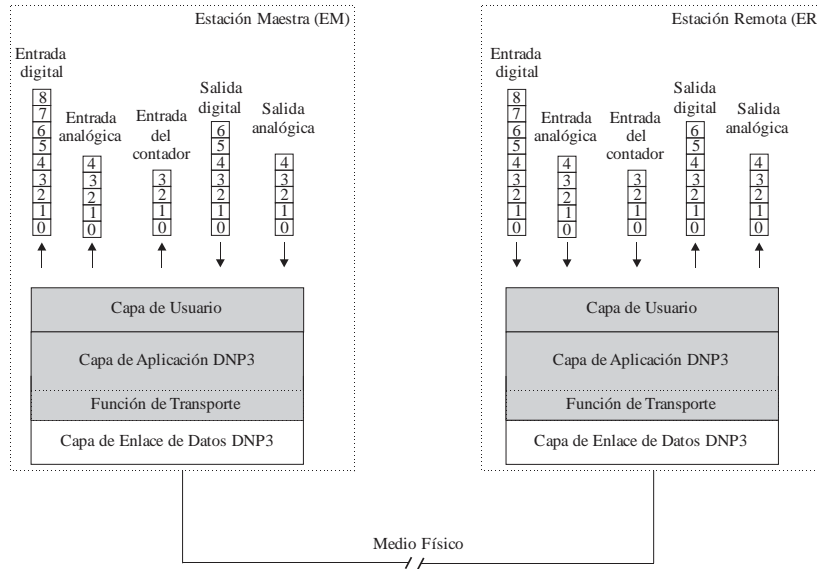 Estación Maestra (EM)
Entrada
digital
8
7
6
5
4
3
2
1
0
Entrada
analógica
4
3
2
1
0
Entrada
del
contador
3
2
1
0
Salida
digital
6
5
4
3
2
1
0
Salida
analógica
4
3
2
1
0
Capa de Usuario
Capa de Aplicación DNP3
Función de Transporte
Capa de Enlace de Datos DNP3
Estación Remota (ER
Entrada
digital
8
7
6
5
4
3
2
1
0
Entrada
analógica
4
3
2
1
0
Entrada
del
contador
3
2
1
0
Salida
digital
6
5
4
3
2
1
0
Salida
analógica
4
3
2
1
0
Capa de Usuario
Capa de Aplicación DNP3
Función de Transporte
Capa de Enlace de Datos DNP3
Medio Físico